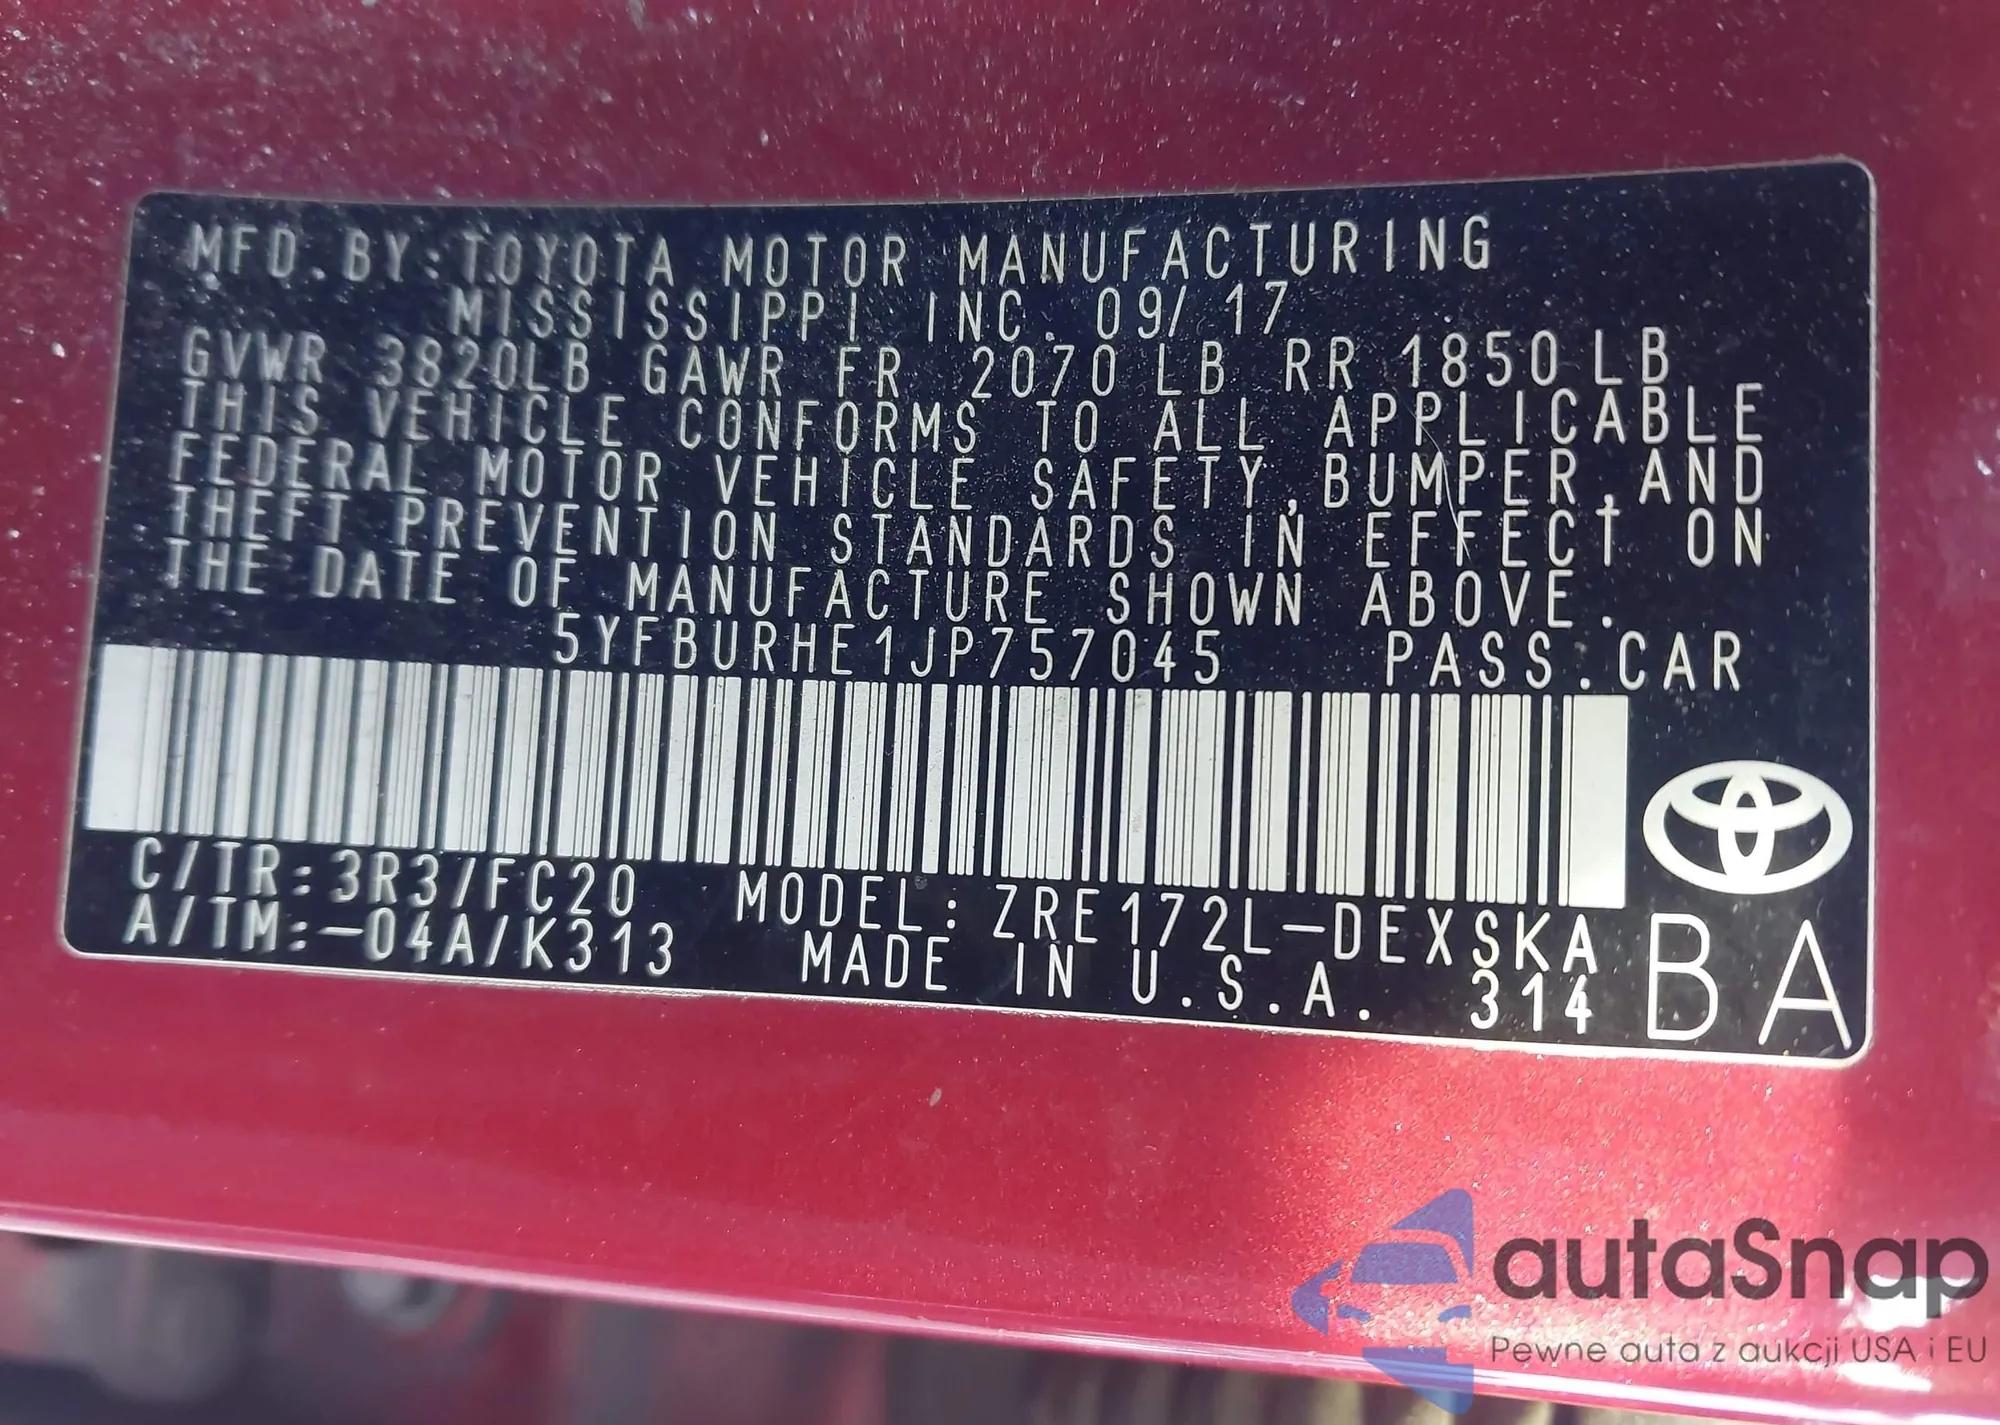 MFD. BY: TOYOTA MOTOR MANUFACTURING
MISSISSIPPI INC. 09/ 17
GVWR 3820LB GAWR FR 2070 LB RR 1850 LB
THIS VEHICLE CONFORMS TO ALL APPLICABLE
FEDERAL MOTOR VEHICLE SAFETY, BUMPER, AND
THEFT PREVENTION STANDARDS IN EFFECT ON
THE DATE OF MANUFACTURE SHOWN ABOVE.
5YFBURHE1JP757045 PASS. CAR
C/TR: 3R3/FC20 MODEL: ZRE172L-DEXSKA
A/TM: -04A/K313 MADE IN U.S.A. 314
BA
autaSnap
Pewne auta z aukcji USA i EU